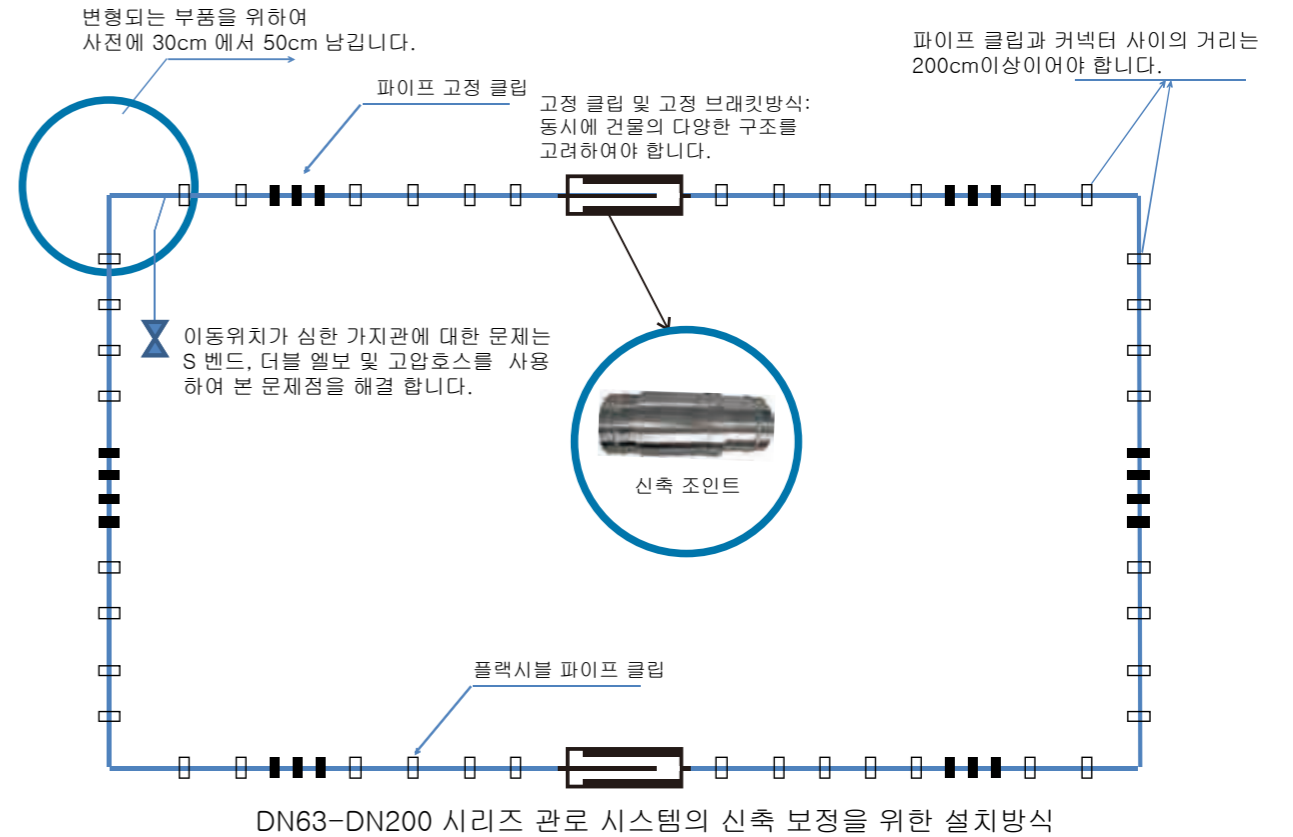 변형되는 부품을 위하여
사전에 30cm 에서 50cm 남깁니다.
파이프 클립과 커넥터 사이의 거리는
200cm이상이어야 합니다.
파이프 고정 클립
고정 클립 및 고정 브래킷방식:
동시에 건물의 다양한 구조를
고려하여야 합니다.
이동위치가 심한 가지관에 대한 문제는
S 벤드, 더블 엘보 및 고압호스를 사용
하여 본 문제점을 해결 합니다.
신축 조인트
플랙시블 파이프 클립
DN63-DN200 시리즈 관로 시스템의 신축 보정을 위한 설치방식